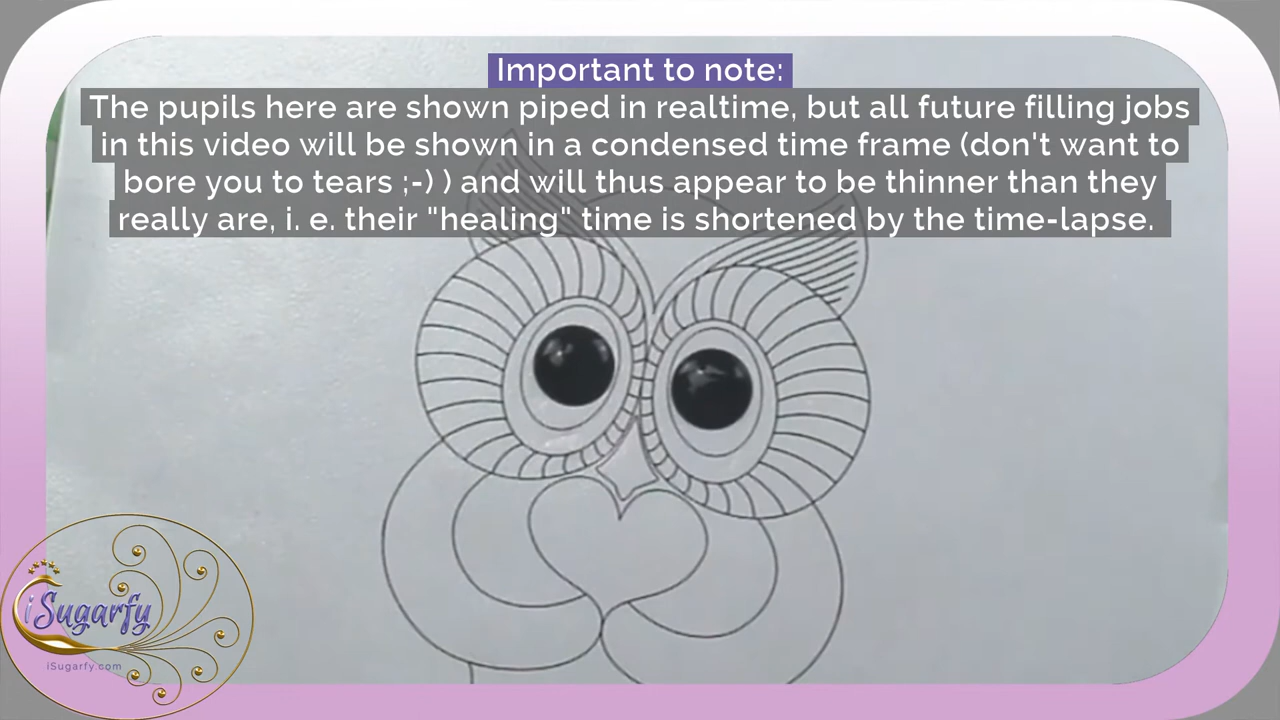 Important to note:
The pupils here are shown piped in realtime, but all future filling jobs
in this video will be shown in a condensed time frame (don't want to
bore you to tears ;-) ) and will thus appear to be thinner than they
really are, i. e. their "healing" time is shortened by the time-lapse.
iSugarfy
iSugarfy.com